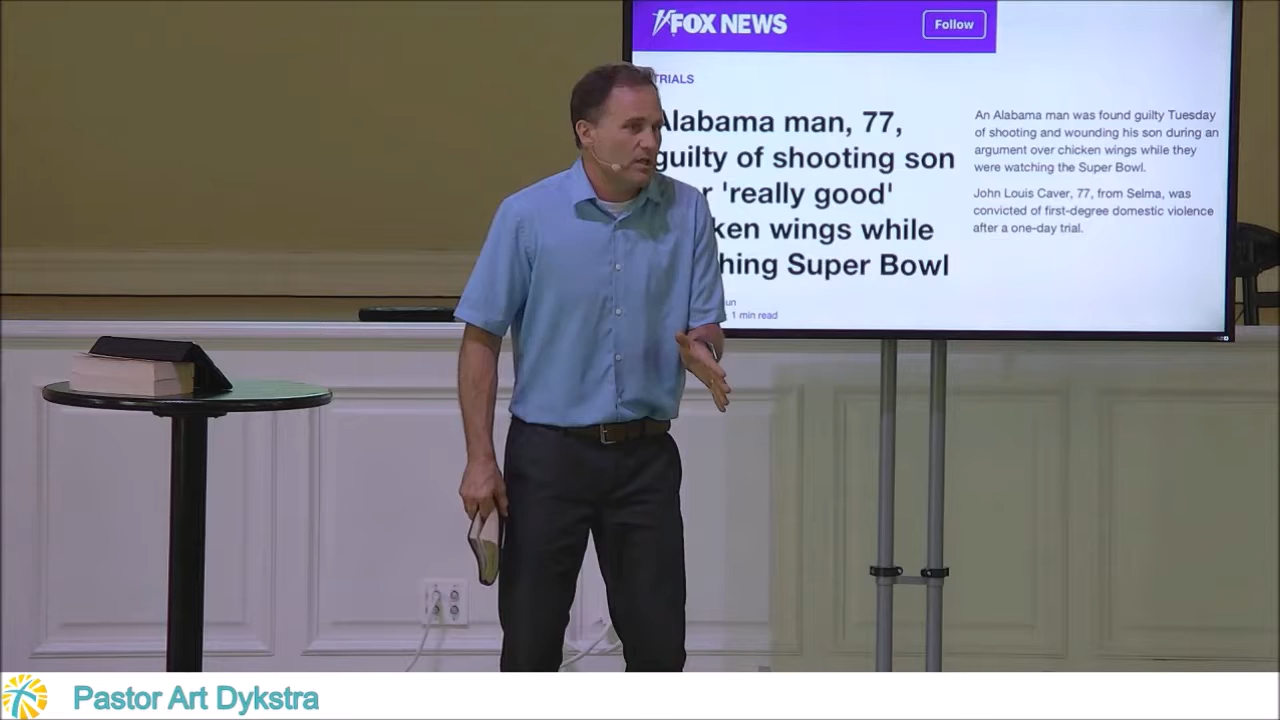 FOX NEWS
Follow
TRIALS
Alabama man, 77,
guilty of shooting son
'really good'
wings while
Super Bowl
1 min read
An Alabama man was found guilty Tuesday
of shooting and wounding his son during an
argument over chicken wings while they
were watching the Super Bowl.
John Louis Caver, 77, from Selma, was
convicted of first-degree domestic violence
after a one-day trial.
Pastor Art Dykstra